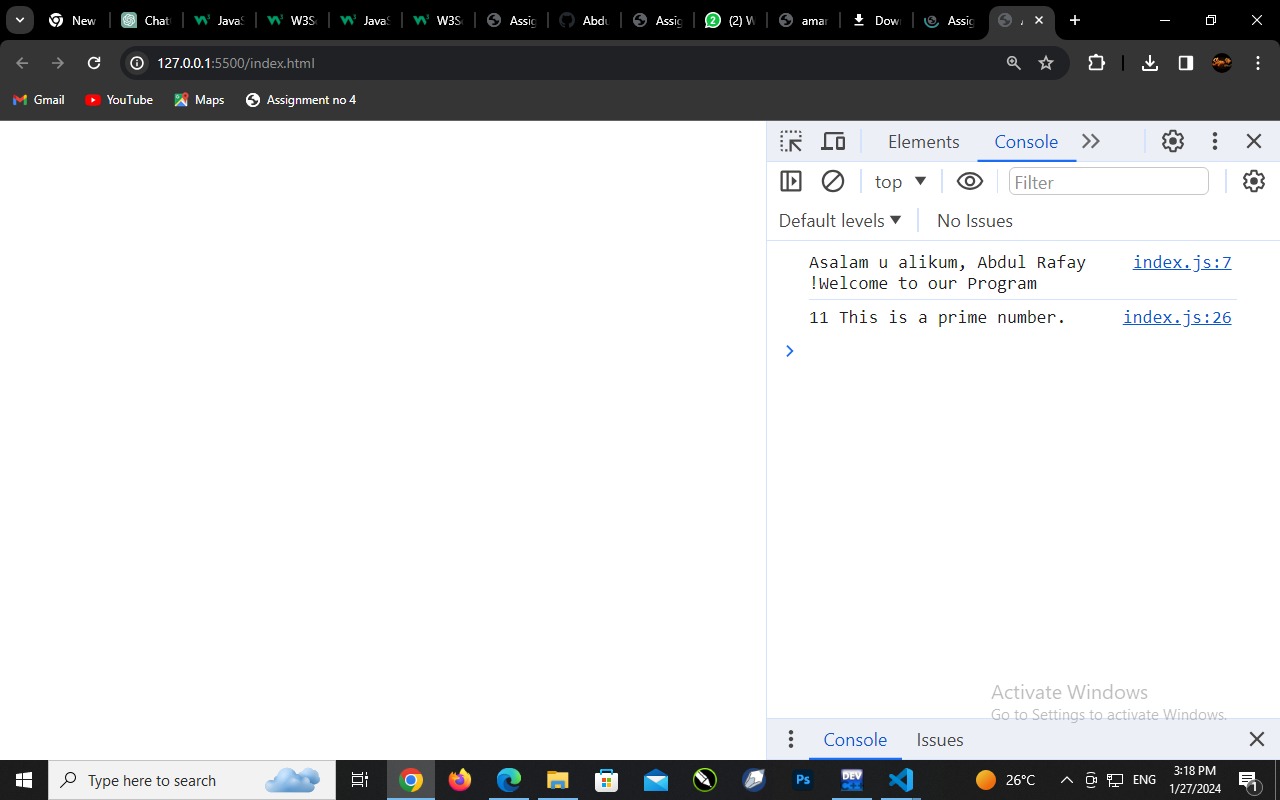 New
Chat
JavaS
W3S
JavaS
W3S
Assig
Abdu
Assig
(2) W
amar
Dow
Assig
127.0.0.1:5500/index.html
Gmail
YouTube
Maps
Assignment no 4
Elements
Console
top
Filter
Default levels
No Issues
Asalam u alikum, Abdul Rafay
index.js:7
!Welcome to our Program
11 This is a prime number.
index.js:26
Activate Windows
Go to Settings to activate Windows.
Console
Issues
Type here to search
Ps
DEV
26°C
ENG
3:18 PM
1/27/2024
1